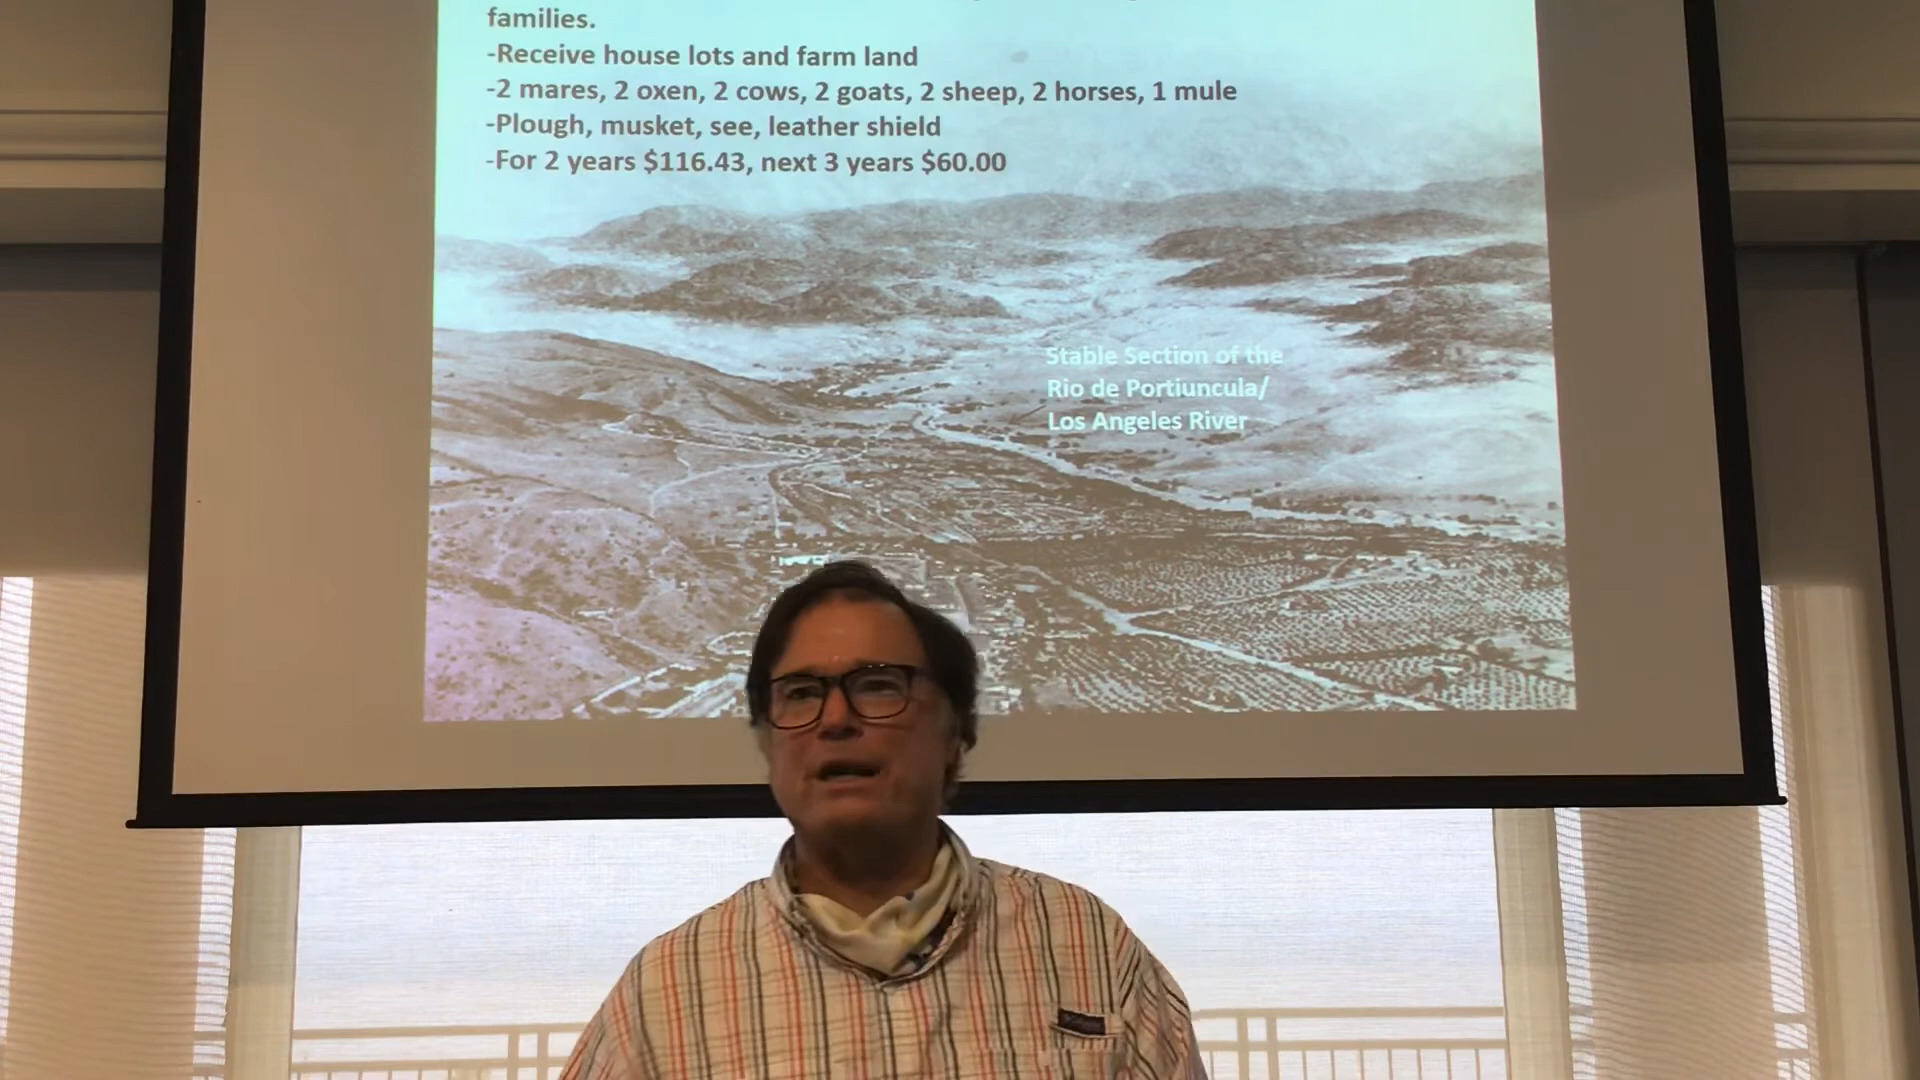 families.
-Receive house lots and farm land
-2 mares, 2 oxen, 2 cows, 2 goats, 2 sheep, 2 horses, 1 mule
-Plough, musket, see, leather shield
-For 2 years $116.43, next 3 years $60.00
Stable Section of the
Rio de Portiuncula/
Los Angeles River